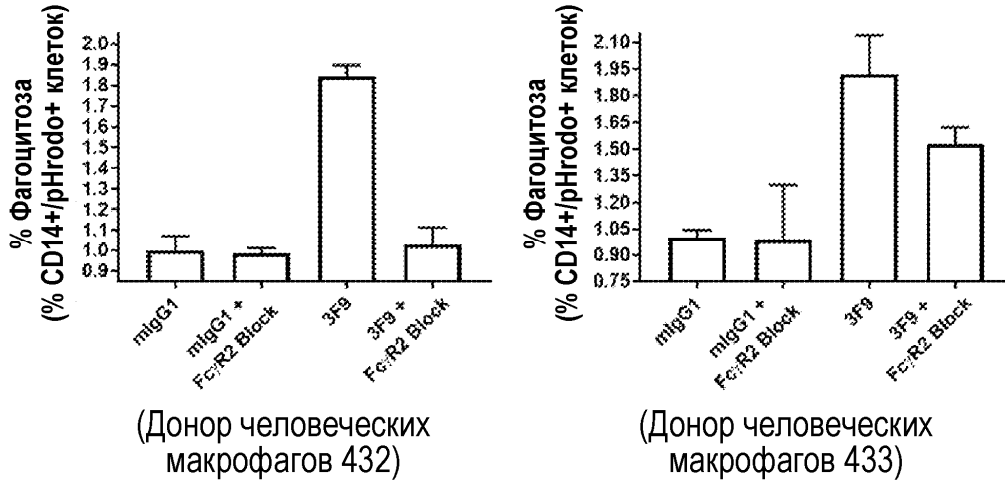 % Фагоцитоза
(% CD14+/pHrodo+ клеток)
2.0
1.9
1.8
1.7
1.6
1.5
1.4
1.3
1.2
1.1
1.0
0.9
mIgG1
mIgG1 +
FcγR2 Block
3F9
3F9 +
FcγR2 Block
(Донор человеческих
макрофагов 432)
% Фагоцитоза
(% CD14+/pHrodo+ клеток)
2.10
1.95
1.80
1.65
1.50
1.35
1.20
1.05
0.90
0.75
mIgG1
mIgG1 +
FcγR2 Block
3F9
3F9 +
FcγR2 Block
(Донор человеческих
макрофагов 433)